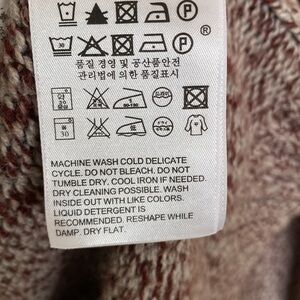 P
30 P
품질 경영 및 공산품안전
관리법에 의한 품질표시
MACHINE WASH COLD DELICATE
CYCLE. DO NOT BLEACH. DO NOT
TUMBLE DRY. COOL IRON IF NEEDED.
DRY CLEANING POSSIBLE. WASH
INSIDE OUT WITH LIKE COLORS.
LIQUID DETERGENT IS
RECOMMENDED. RESHAPE WHILE
DAMP. DRY FLAT.